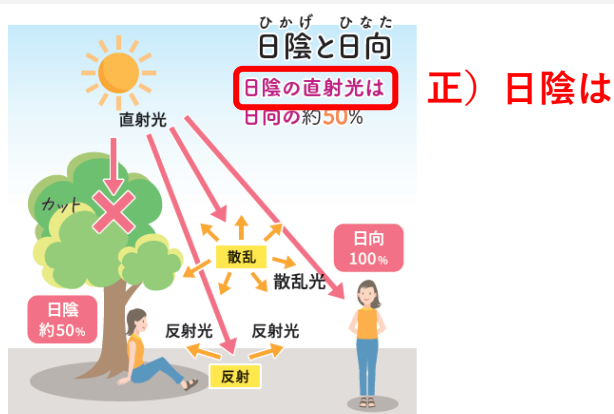 ひかげ ひなた
日陰と日向
日陰の直射光は
日向の約50%
正）日陰は
直射光
カット
散乱
散乱光
日向
100%
日陰
約50%
反射光
反射光
反射